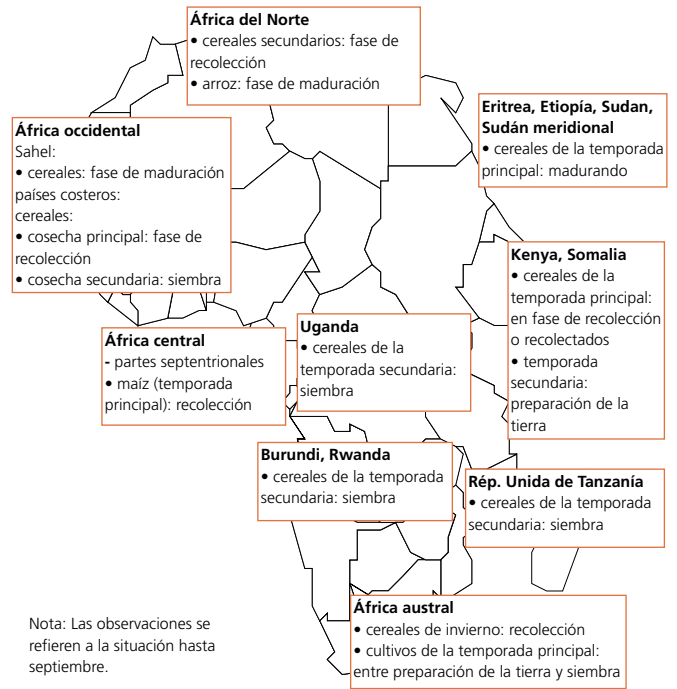 África del Norte
• cereales secundarios: fase de
recolección
• arroz: fase de maduración
Eritrea, Etiopía, Sudan,
Sudán meridional
• cereales de la temporada
principal: madurando
África occidental
Sahel:
• cereales: fase de maduración
países costeros:
cereales:
• cosecha principal: fase de
recolección
• cosecha secundaria: siembra
Kenya, Somalia
• cereales de la
temporada principal:
en fase de recolección
o recolectados
• temporada
secundaria:
preparación de la
tierra
África central
- partes septentrionales
• maíz (temporada
principal): recolección
Uganda
• cereales de la
temporada secundaria:
siembra
Burundi, Rwanda
• cereales de la temporada
secundaria: siembra
Rép. Unida de Tanzanía
• cereales de la temporada
secundaria: siembra
África austral
• cereales de invierno: recolección
• cultivos de la temporada principal:
entre preparación de la tierra y siembra
Nota: Las observaciones se
refieren a la situación hasta
septiembre.